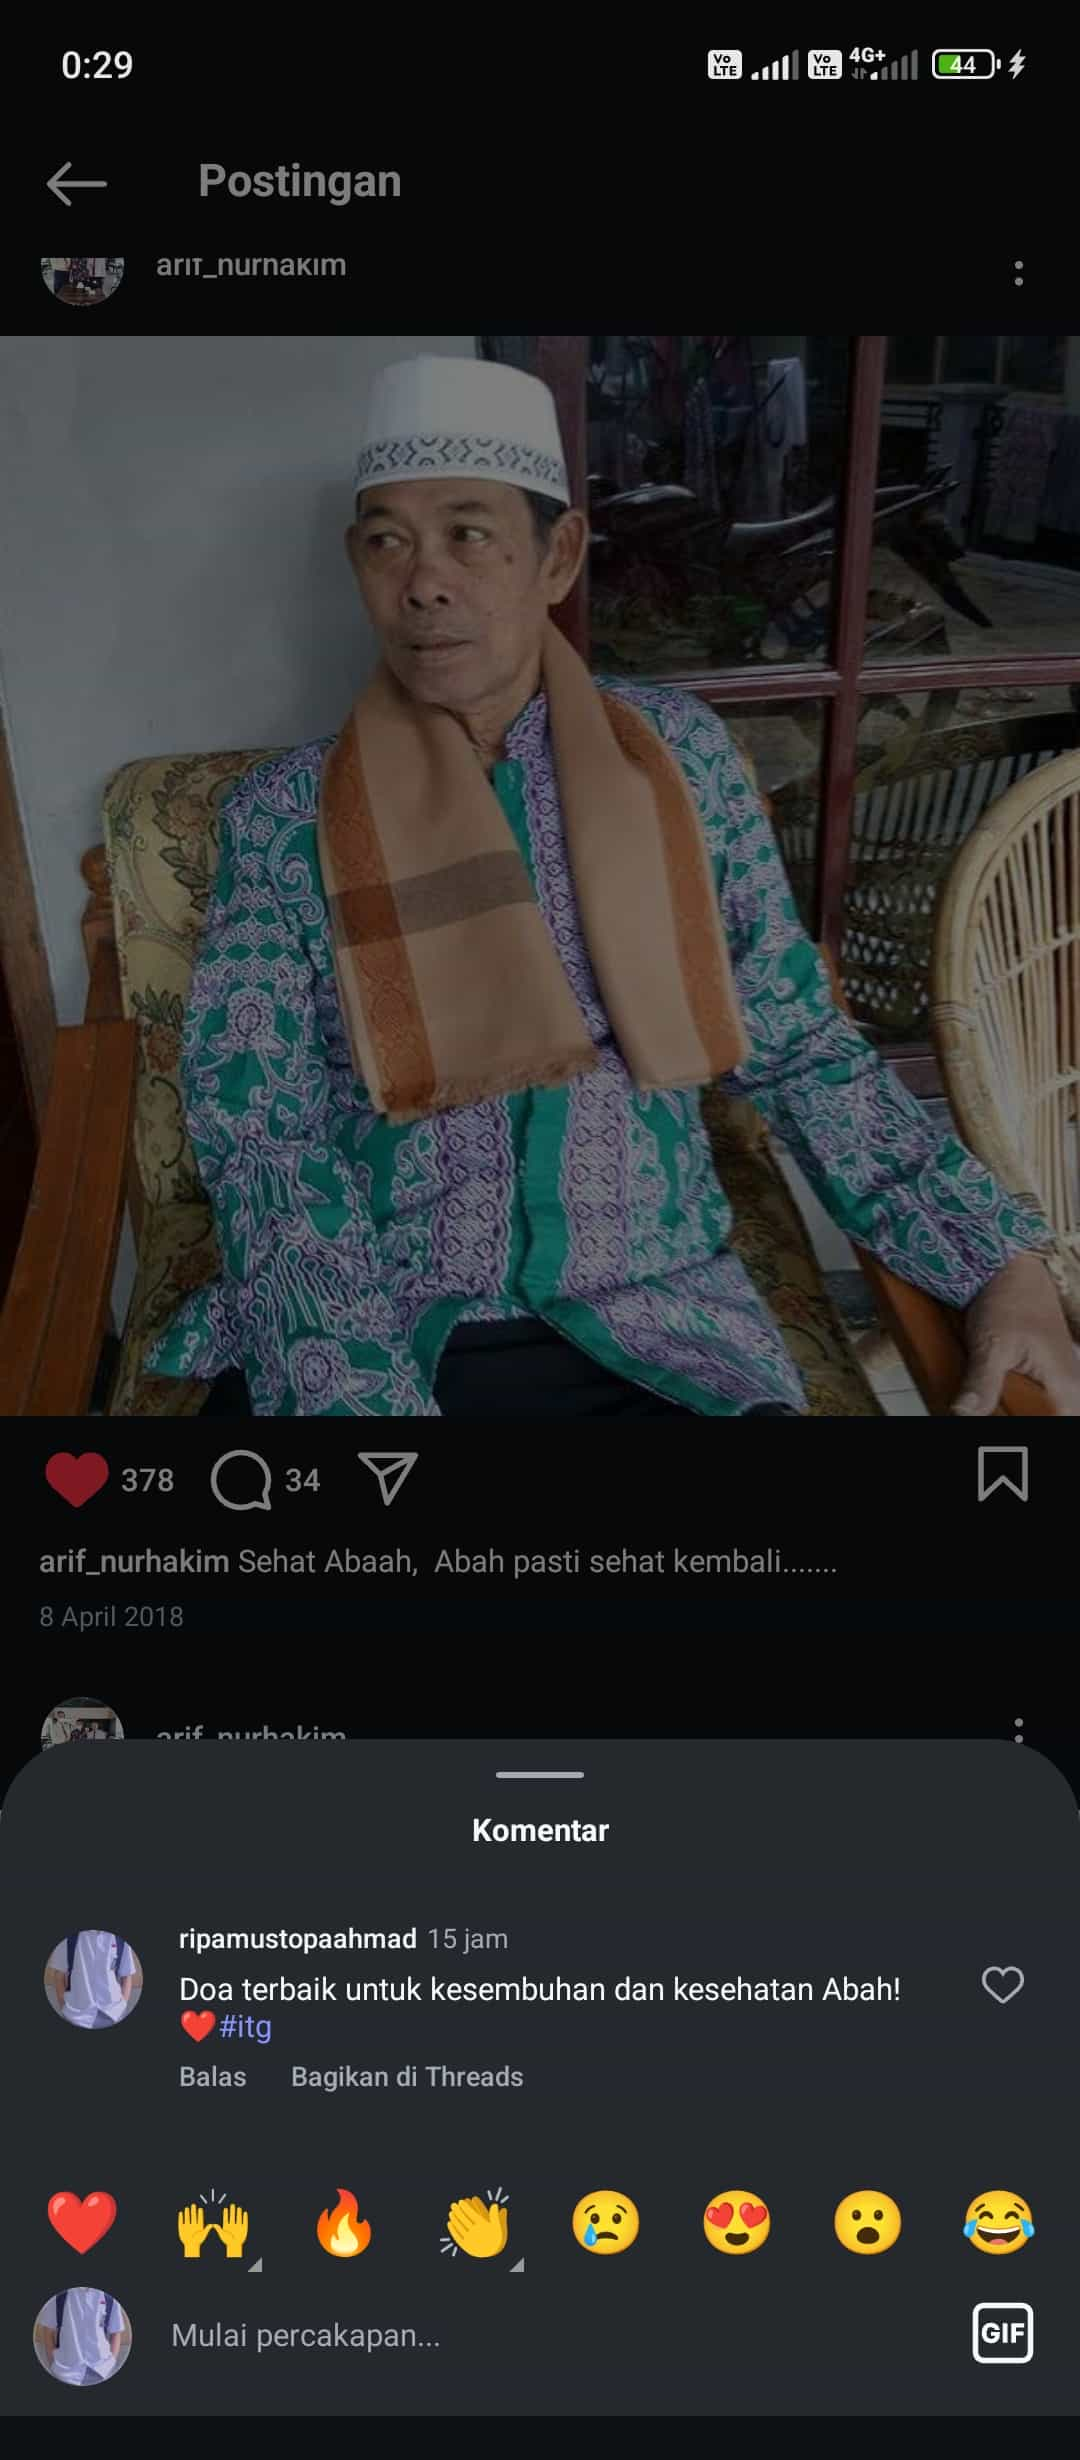 0:29
Vo LTE Vo LTE 4G+ 44
Postingan
arif_nurhakim
378 34
arif_nurhakim Sehat Abaah, Abah pasti sehat kembali.......
8 April 2018
arif_nurhakim
Komentar
ripamustopaahmad 15 jam
Doa terbaik untuk kesembuhan dan kesehatan Abah!
❤️#itg
Balas Bagikan di Threads
Mulai percakapan...
GIF